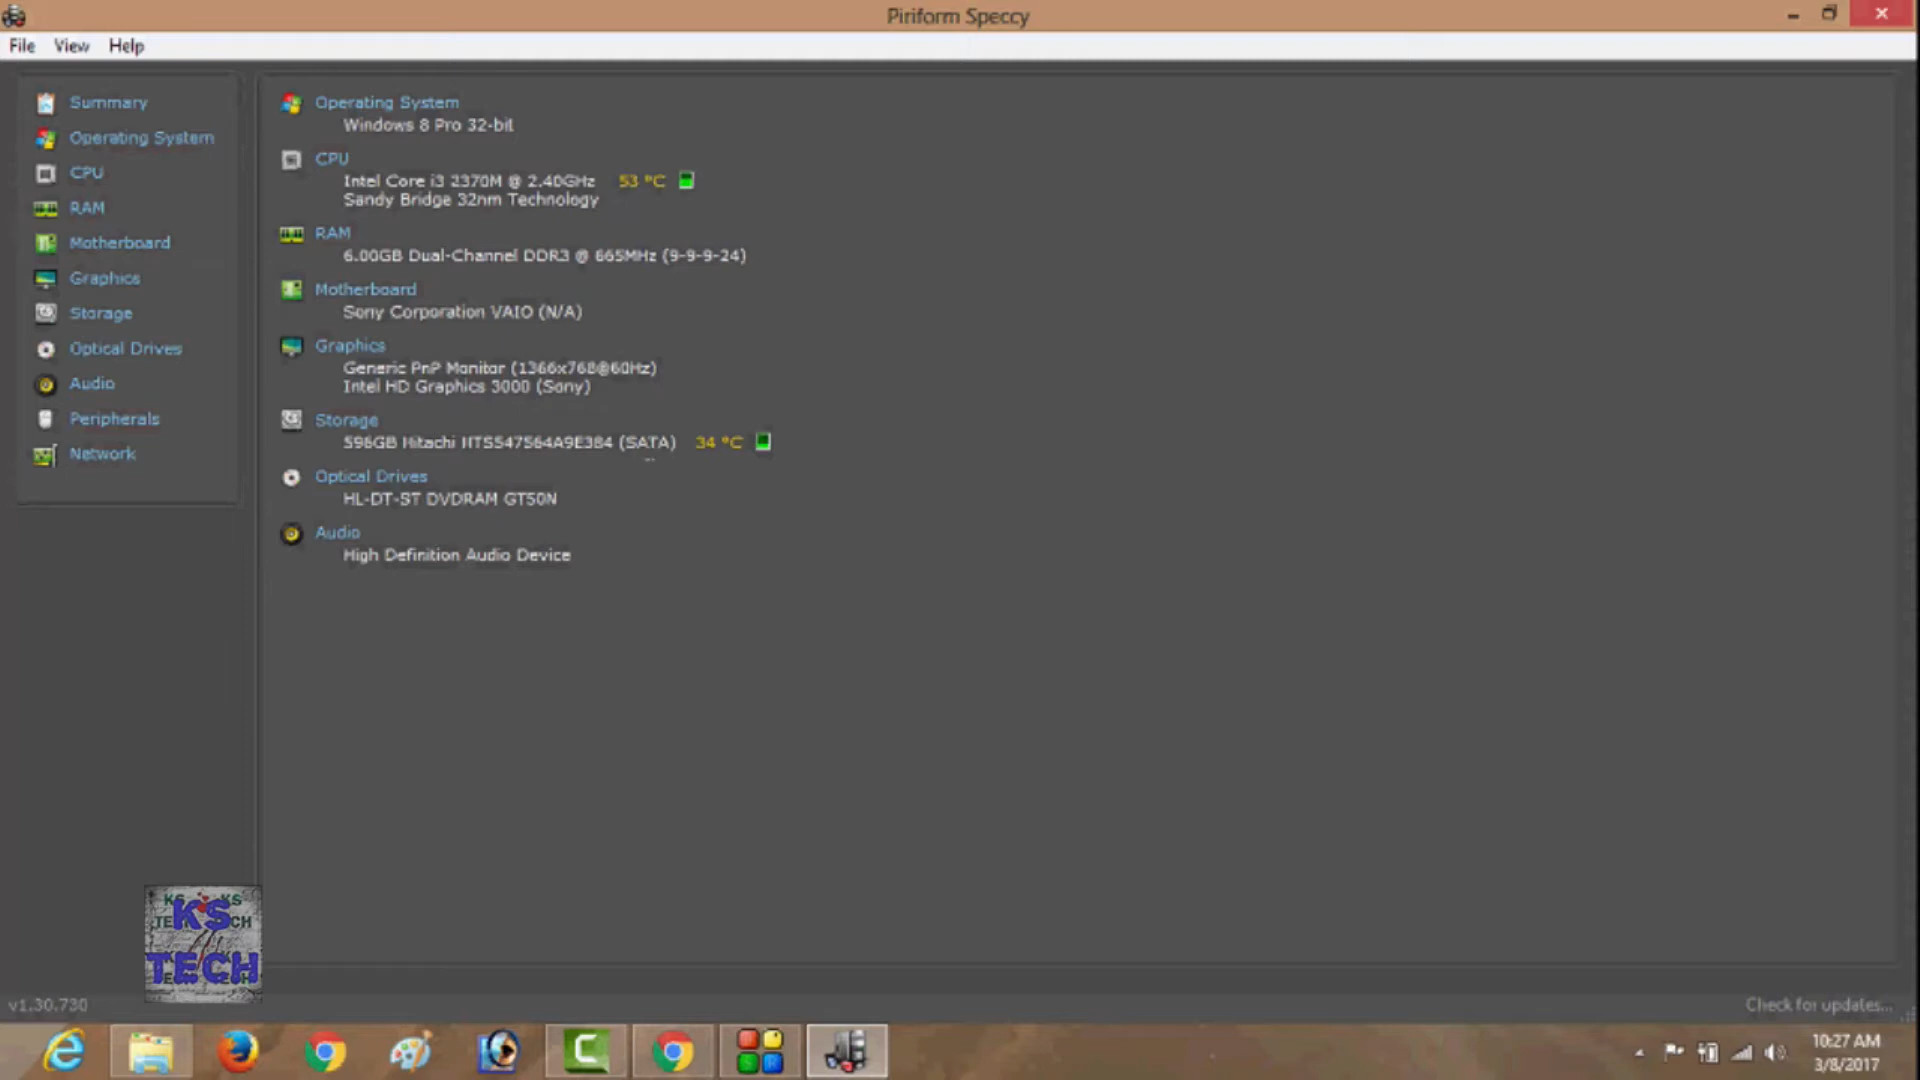 Piriform Speccy
File View Help
Summary
Operating System
CPU
RAM
Motherboard
Graphics
Storage
Optical Drives
Audio
Peripherals
Network
Operating System
Windows 8 Pro 32-bit
CPU
Intel Core i3 2370M @ 2.40GHz 53 °C
Sandy Bridge 32nm Technology
RAM
6.00GB Dual-Channel DDR3 @ 665MHz (9-9-9-24)
Motherboard
Sony Corporation VAIO (N/A)
Graphics
Generic PnP Monitor (1366x768@60Hz)
Intel HD Graphics 3000 (Sony)
Storage
596GB Hitachi HTS547564A9E384 (SATA) 34 °C
Optical Drives
HL-DT-ST DVDRAM GT50N
Audio
High Definition Audio Device
KS
TECH
v1.30.730
Check for updates...
10:27 AM
3/8/2017